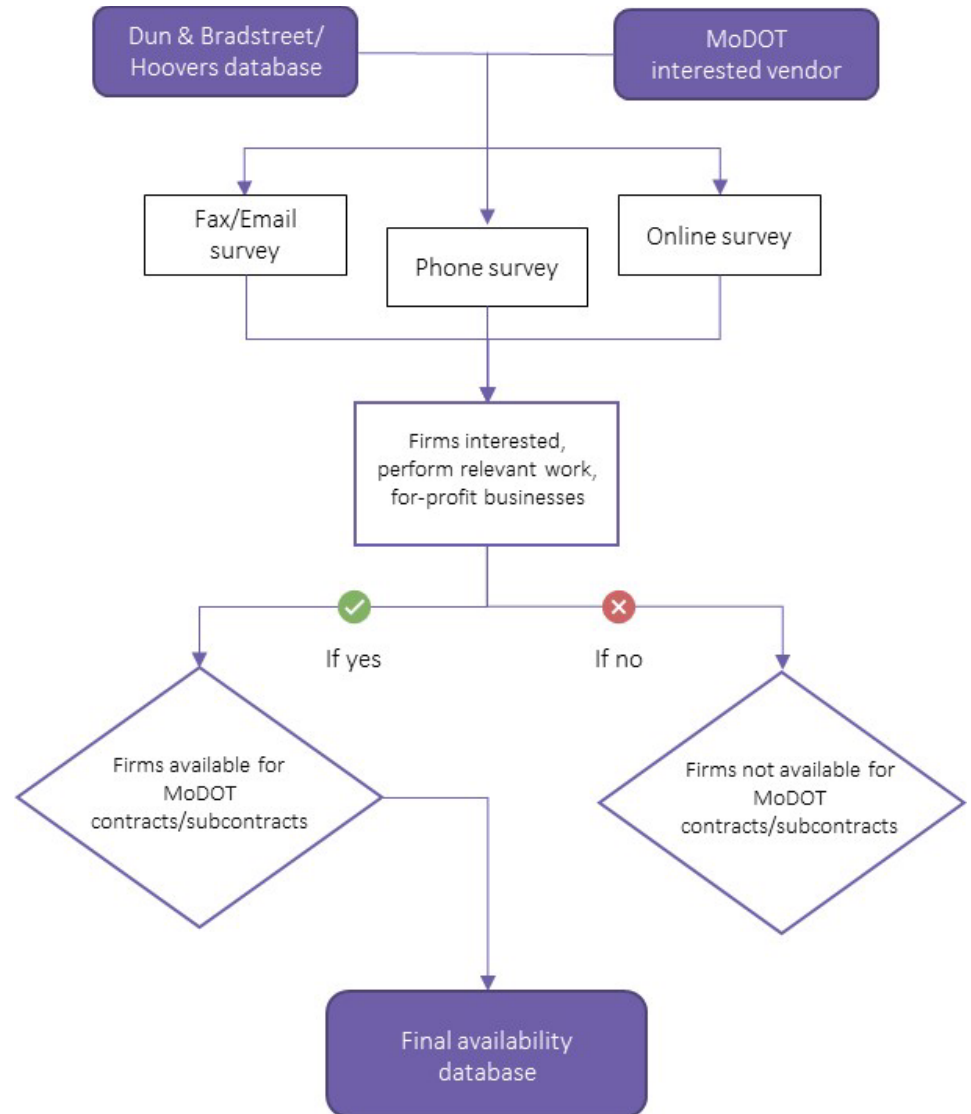 Dun & Bradstreet/
Hoovers database
MoDOT
interested vendor
Fax/Email
survey
Phone survey
Online survey
Firms interested,
perform relevant work,
for-profit businesses
If yes
If no
Firms available for
MoDOT
contracts/subcontracts
Firms not available for
MoDOT
contracts/subcontracts
Final availability
database